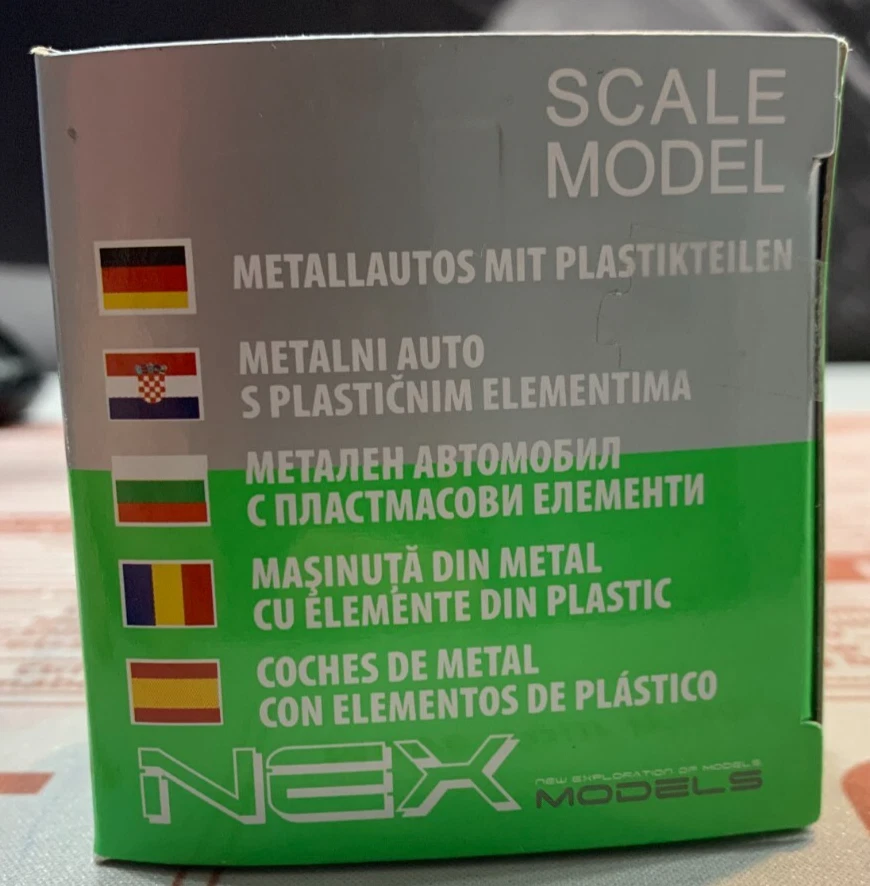 SCALE
MODEL
METALLAUTOS MIT PLASTIKTEILEN
METALNI AUTO
S PLASTIČNIM ELEMENTIMA
МЕТАЛЕН АВТОМОБИЛ
С ПЛАСТМАСОВИ ЕЛЕМЕНТИ
MAŞINUŢĂ DIN METAL
CU ELEMENTE DIN PLASTIC
COCHES DE METAL
CON ELEMENTOS DE PLÁSTICO
NEX
NEW EXPLORATION OF MODELS
MODELS